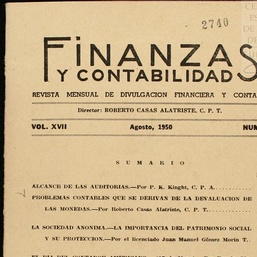 2740
FINANZAS
Y CONTABILIDAD
REVISTA MENSUAL DE DIVULGACION FINANCIERA Y CONTA
Director: ROBERTO CASAS ALATRISTE, C. P. T.
VOL. XVII Agosto, 1950 NUM
SUMARIO
ALCANCE DE LAS AUDITORIAS.—Por P. K. Kinght, C. P. A.
PROBLEMAS CONTABLES QUE SE DERIVAN DE LA DEVALUACION DE
LAS MONEDAS.—Por Roberto Casas Alatriste, C. P. T.
LA SOCIEDAD ANONIMA.—LA IMPORTANCIA DEL PATRIMONIO SOCIAL
Y SU PROTECCION.—Por el licenciado Juan Manuel Gómez Morin T.